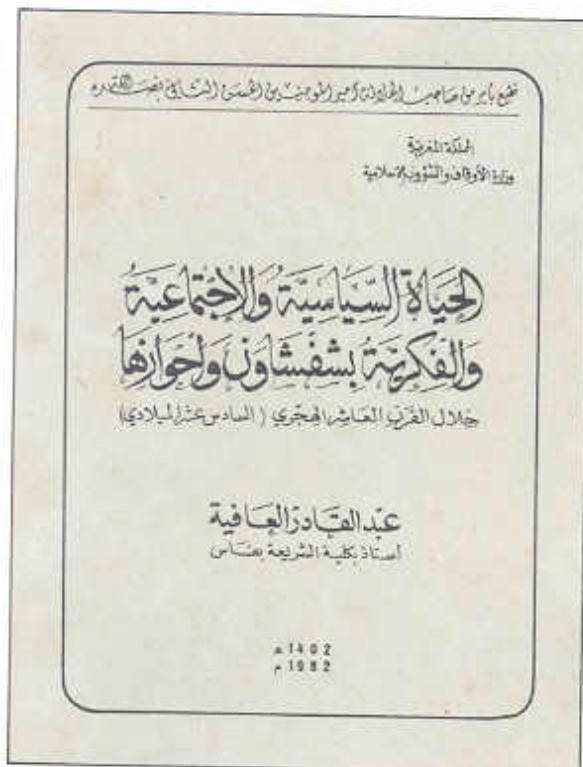 طبع بأمر من صاحب الجلالة أمير المومنين الحسن الثاني نصره الله
المملكة المغربية
وزارة الأوقاف والشؤون الإسلامية
الحياة السياسية والاجتماعية
والفكرية بشفشاون وأحوازها
خلال القرن العاشر الهجري (السادس عشر الميلادي)
عبد القادر العافية
أستاذ بكلية الشريعة بفاس
1402 هـ
1982 م